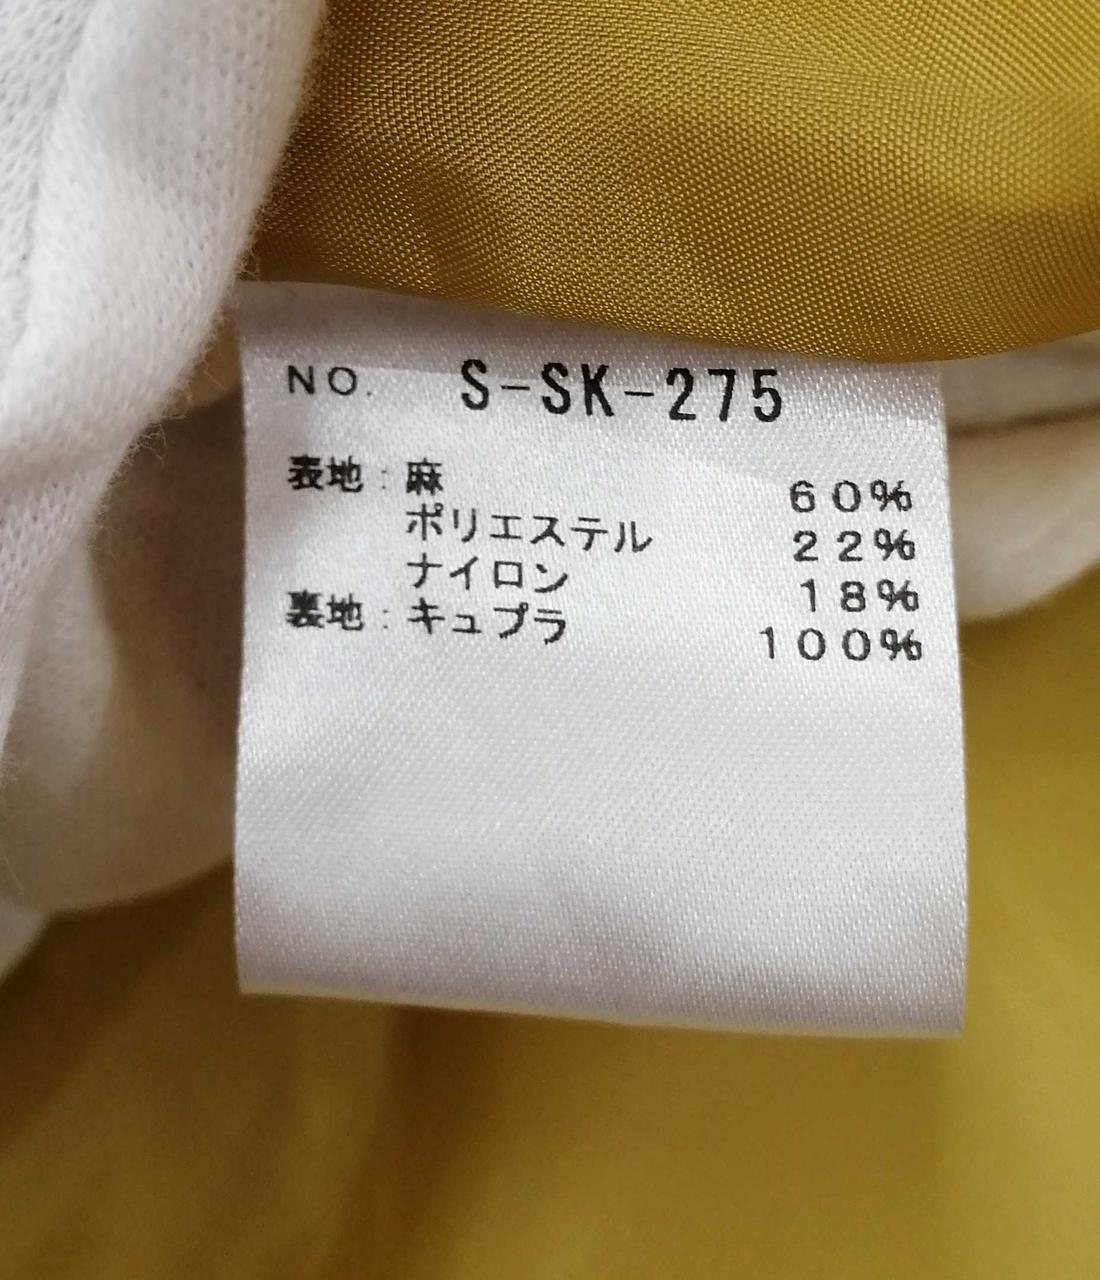 NO. S-SK-275
表地：麻 60%
ポリエステル 22%
ナイロン 18%
裏地：キュプラ 100%